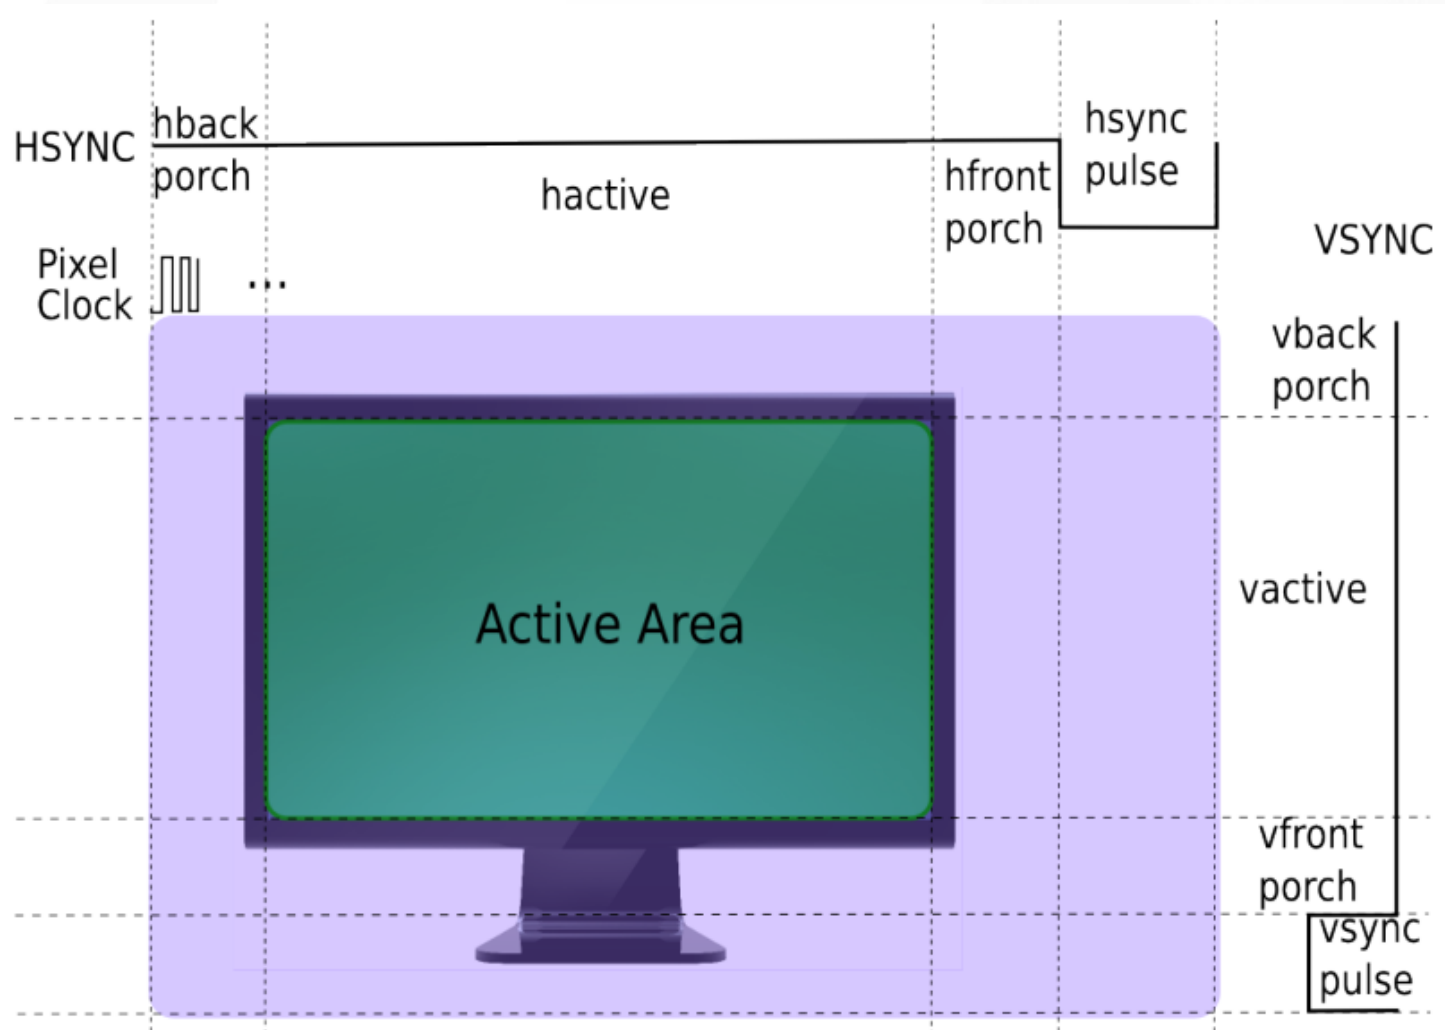 HSYNC
hback
porch
hactive
hfront
porch
hsync
pulse
VSYNC
Pixel
Clock
...
vback
porch
Active Area
vactive
vfront
porch
vsync
pulse